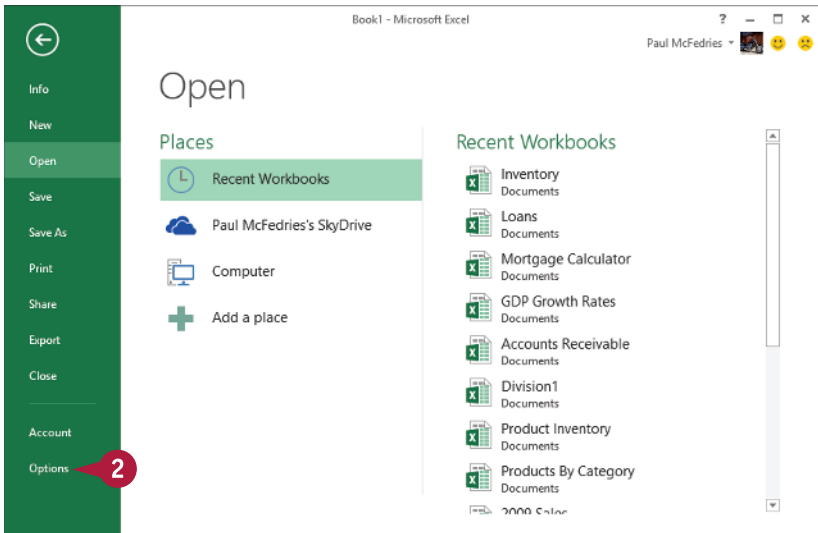 Book1 - Microsoft Excel
?
Paul McFedries
Info
New
Open
Save
Save As
Print
Share
Export
Close
Account
Options
2
Open
Places
Recent Workbooks
Paul McFedries's SkyDrive
Computer
Add a place
Recent Workbooks
Inventory
Documents
Loans
Documents
Mortgage Calculator
Documents
GDP Growth Rates
Documents
Accounts Receivable
Documents
Division1
Documents
Product Inventory
Documents
Products By Category
Documents
2009 Sales